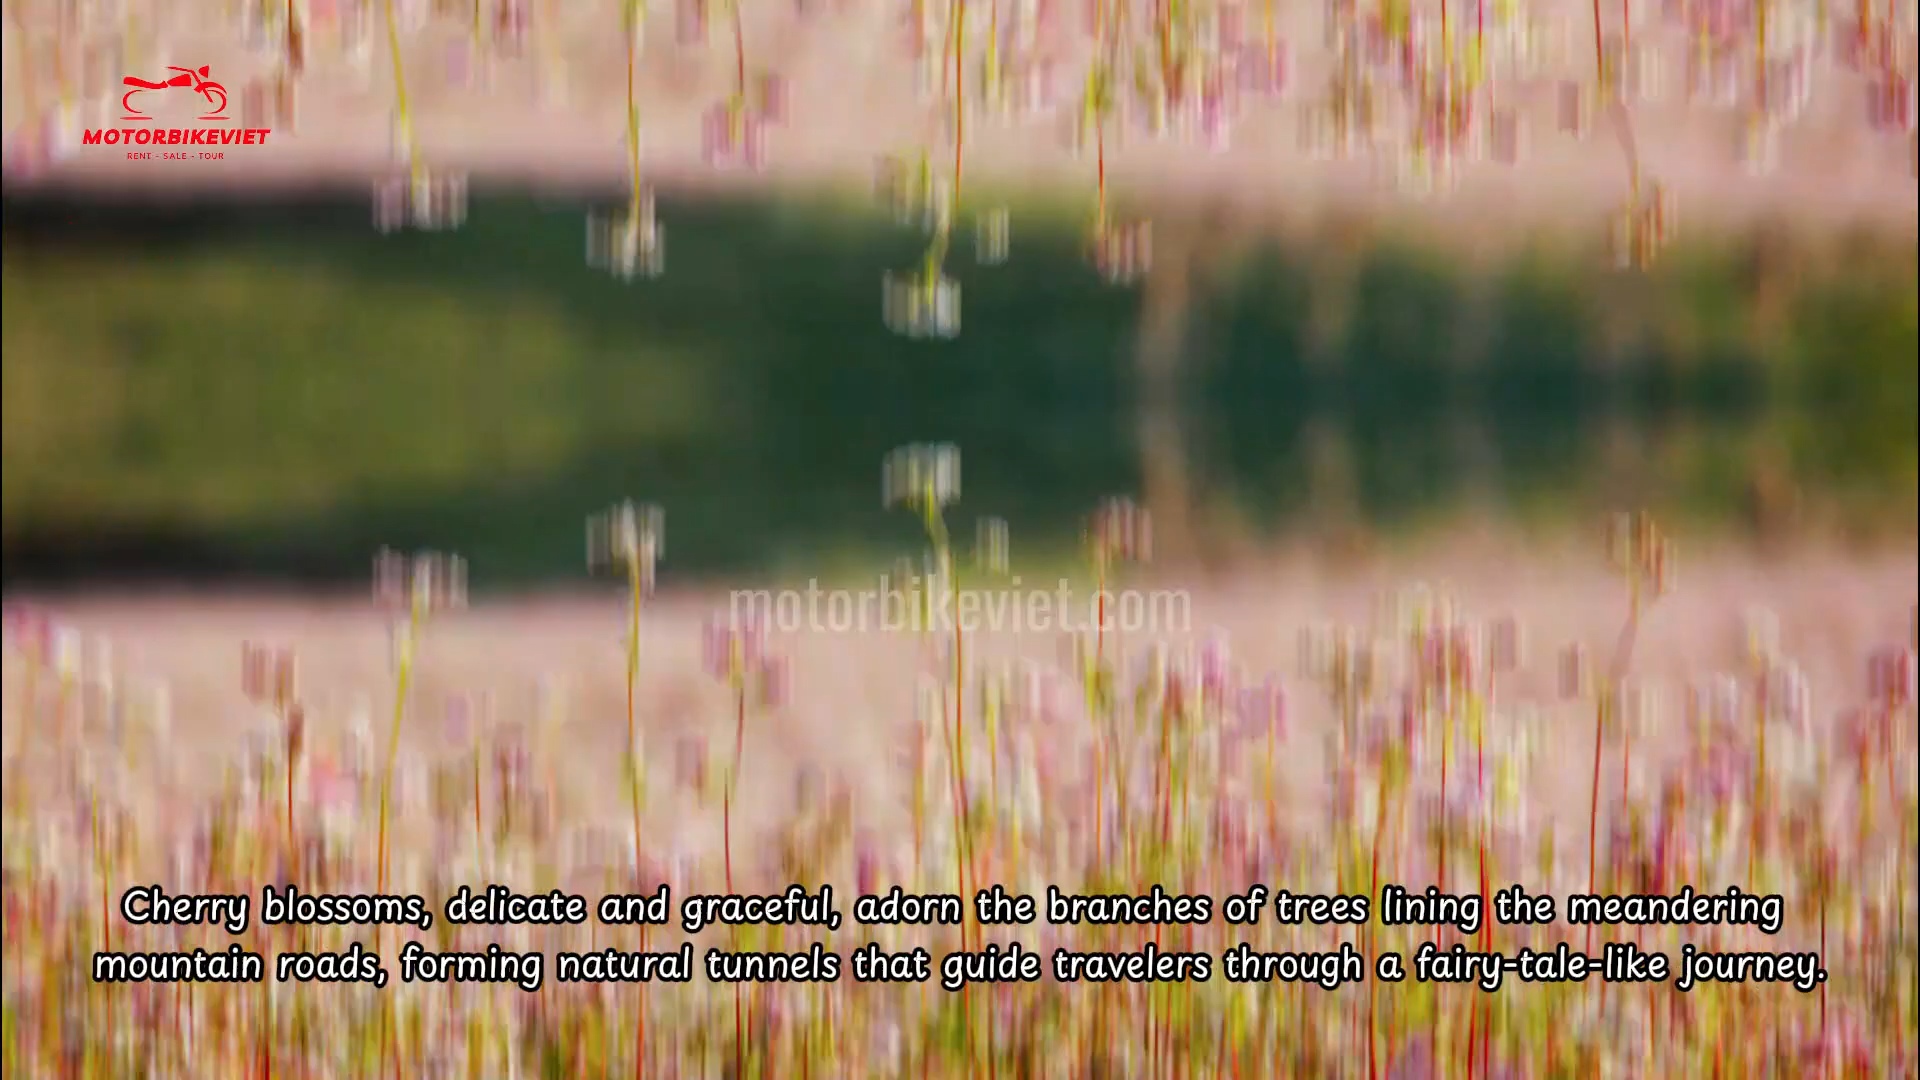 MOTORBIKEVIET
RENT - SALE - TOUR
motorbikeviet.com
Cherry blossoms, delicate and graceful, adorn the branches of trees lining the meandering
mountain roads, forming natural tunnels that guide travelers through a fairy-tale-like journey.